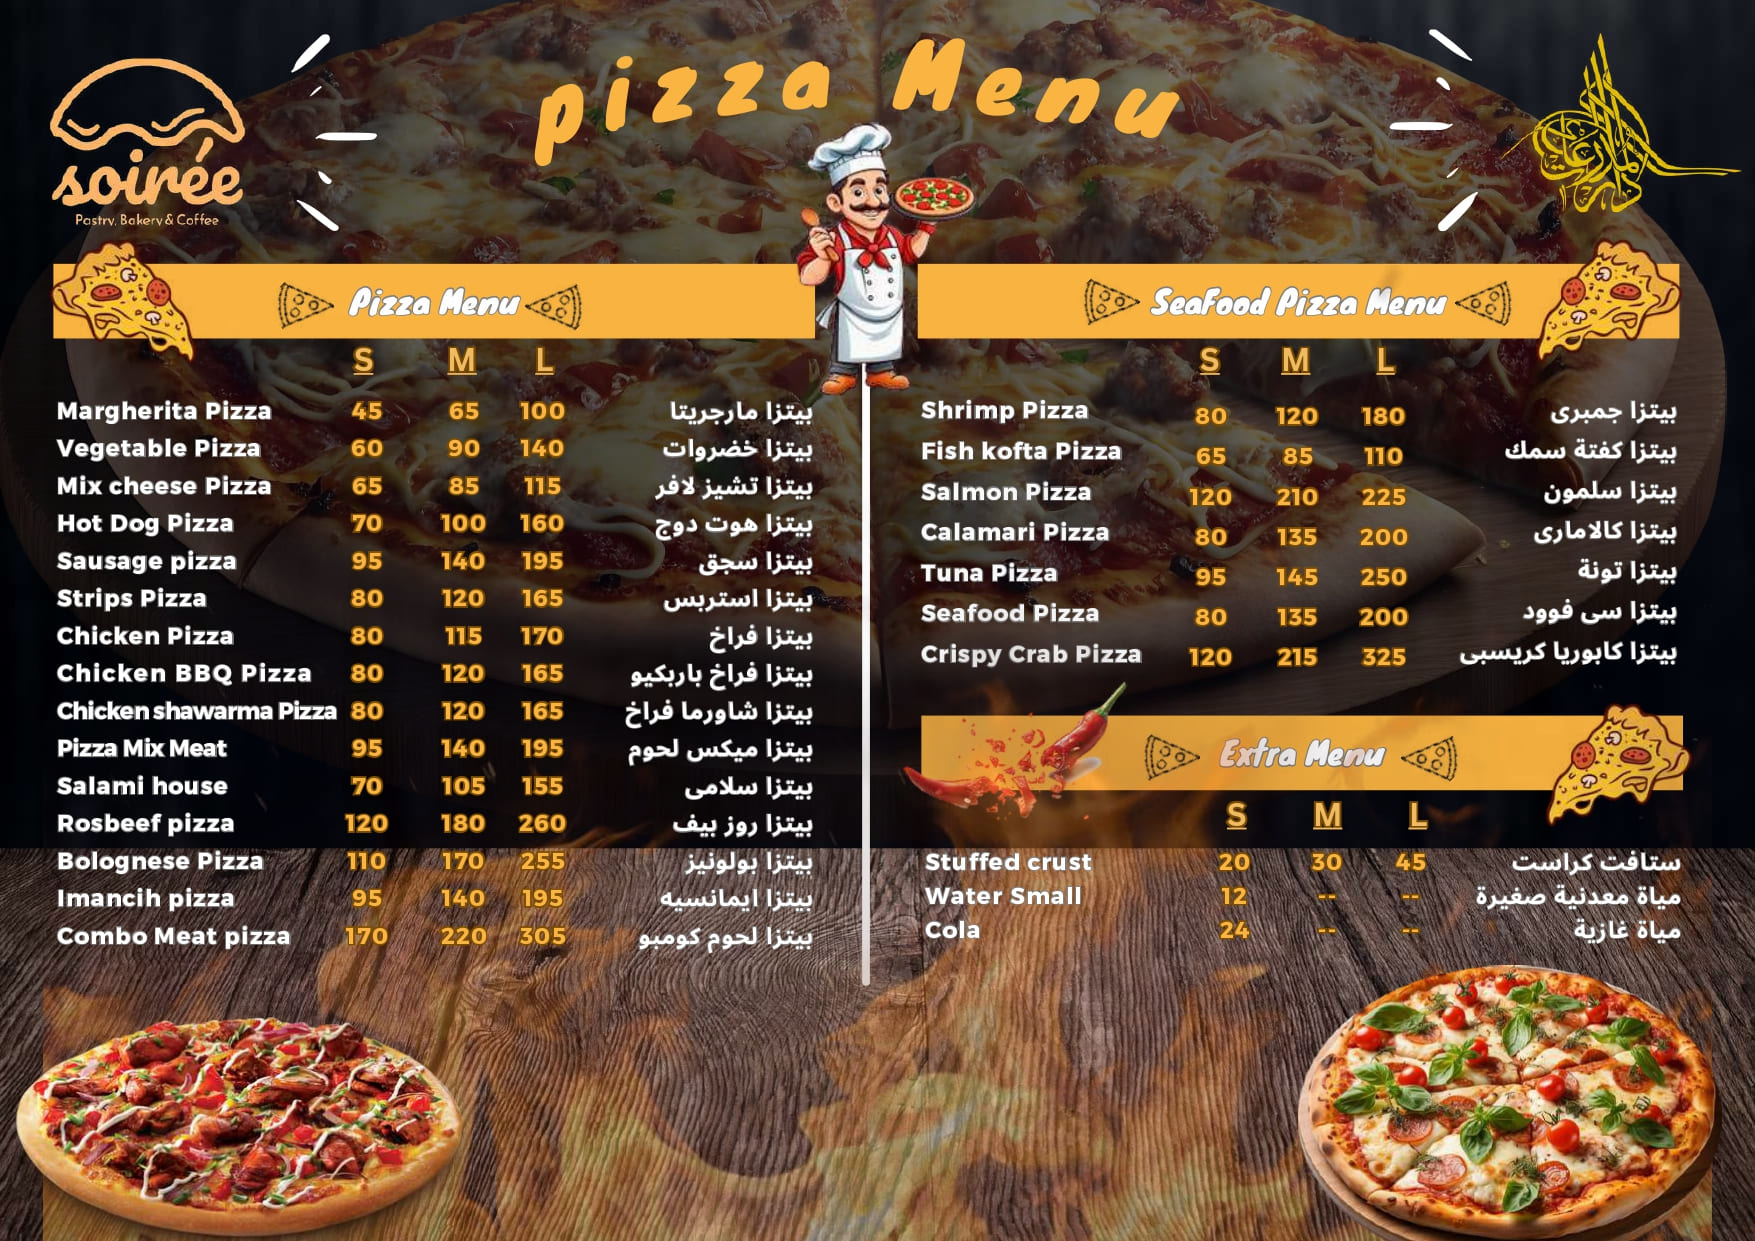 soirée
Pastry, Bakery & Coffee
pizza Menu
Pizza Menu
S M L
Margherita Pizza 45 65 100 بيتزا مارجريتا
Vegetable Pizza 60 90 140 بيتزا خضروات
Mix cheese Pizza 65 85 115 بيتزا تشيز لافر
Hot Dog Pizza 70 100 160 بيتزا هوت دوج
Sausage pizza 95 140 195 بيتزا سجق
Strips Pizza 80 120 165 بيتزا استربس
Chicken Pizza 80 115 170 بيتزا فراخ
Chicken BBQ Pizza 80 120 165 بيتزا فراخ باربكيو
Chicken shawarma Pizza 80 120 165 بيتزا شاورما فراخ
Pizza Mix Meat 95 140 195 بيتزا ميكس لحوم
Salami house 70 105 155 بيتزا سلامى
Rosbeef pizza 120 180 260 بيتزا روز بيف
Bolognese Pizza 110 170 255 بيتزا بولونيز
Imancih pizza 95 140 195 بيتزا ايمانسيه
Combo Meat pizza 170 220 305 بيتزا لحوم كومبو
SeaFood Pizza Menu
S M L
Shrimp Pizza 80 120 180 بيتزا جمبرى
Fish kofta Pizza 65 85 110 بيتزا كفتة سمك
Salmon Pizza 120 210 225 بيتزا سلمون
Calamari Pizza 80 135 200 بيتزا كالامارى
Tuna Pizza 95 145 250 بيتزا تونة
Seafood Pizza 80 135 200 بيتزا سى فوود
Crispy Crab Pizza 120 215 325 بيتزا كابوريا كريسبى
Extra Menu
S M L
Stuffed crust 20 30 45 ستافت كراست
Water Small 12 -- -- مياة معدنية صغيرة
Cola 24 -- -- مياة غازية